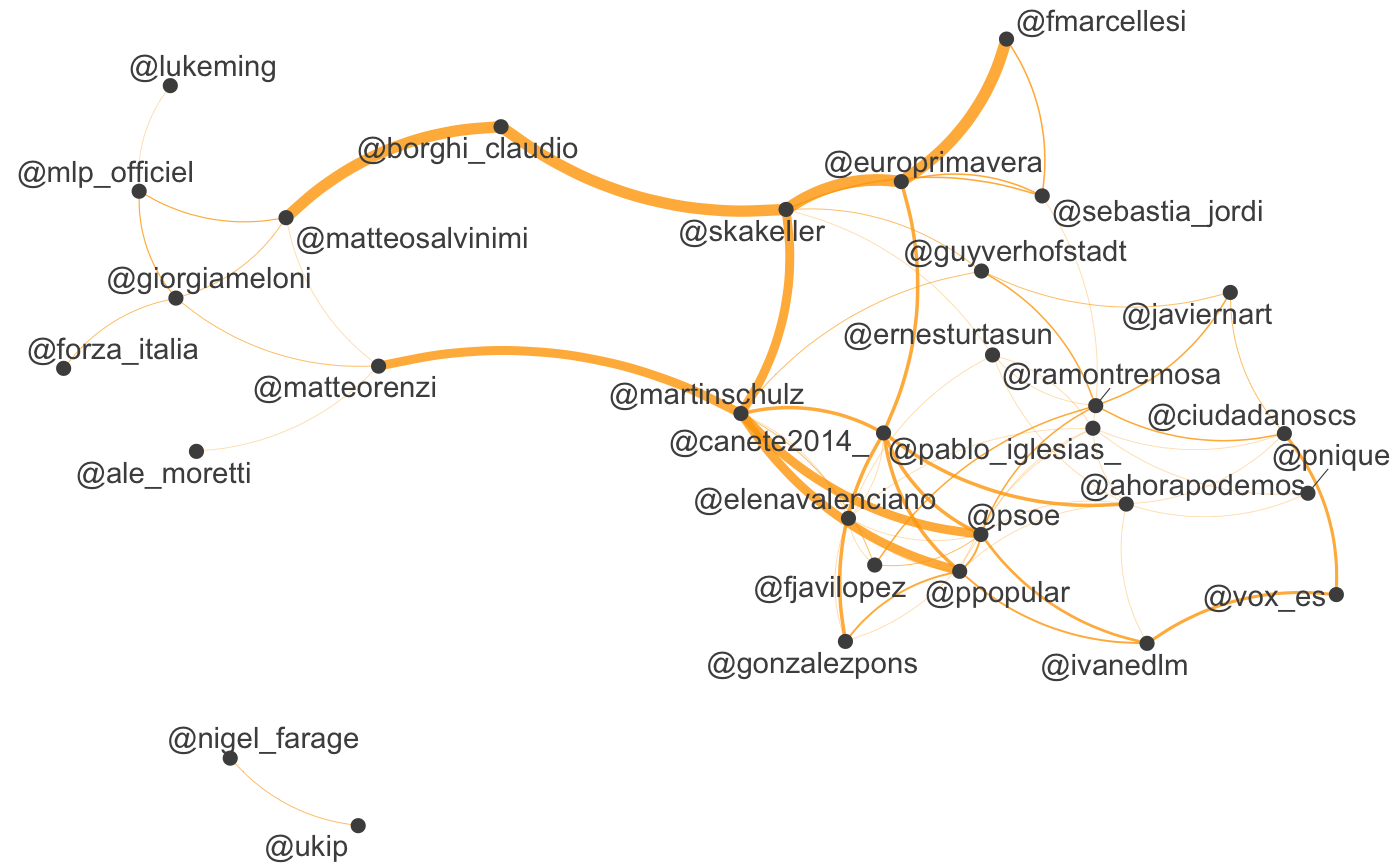 @fmarcellesi
@lukeming
@borghi_claudio
@europrimavera
@mlp_officiel
@sebastia_jordi
@skakeller
@matteosalvinimi
@guyverhofstadt
@giorgiameloni
@javiernart
@ernesturtasun
@forza_italia
@ramontremosa
@matteorenzi
@martinschulz
@ciudadanoscs
@canete2014_
@pablo_iglesias_
@pnique
@ale_moretti
@ahorapodemos
@elenavalenciano
@psoe
@fjavilopez
@ppopular
@vox_es
@gonzalezpons
@ivanedlm
@nigel_farage
@ukip